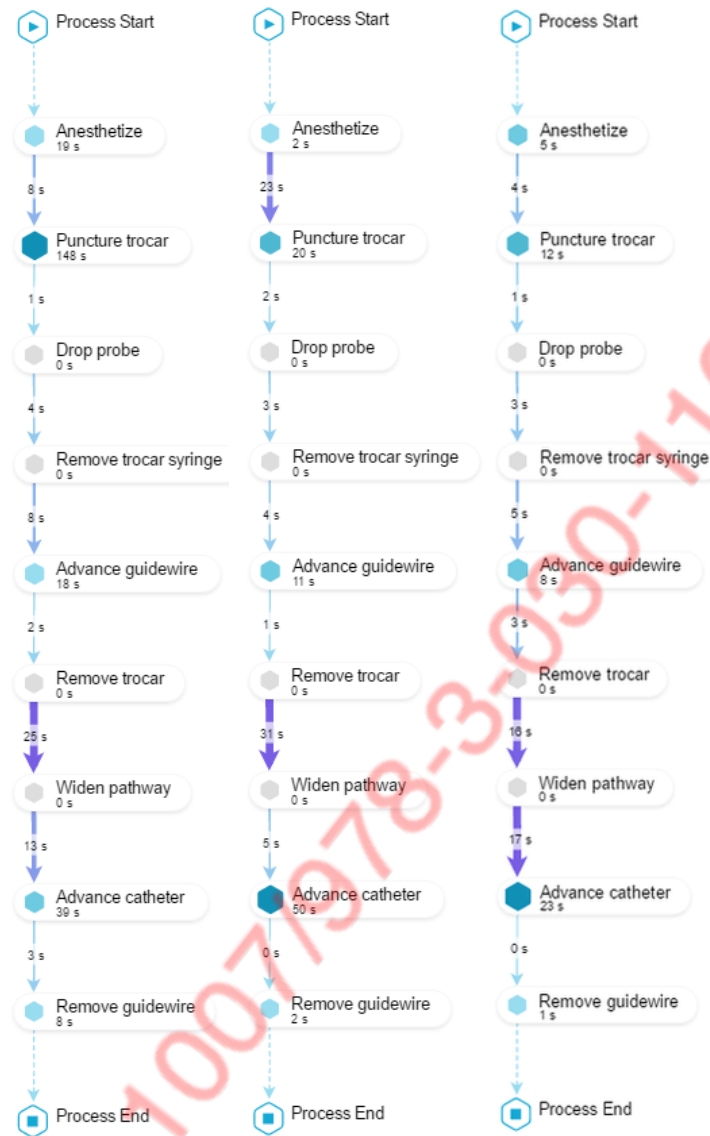 Process Start
Anesthetize
19 s
8 s
Puncture trocar
148 s
1 s
Drop probe
0 s
4 s
Remove trocar syringe
0 s
8 s
Advance guidewire
18 s
2 s
Remove trocar
0 s
25 s
Widen pathway
0 s
13 s
Advance catheter
39 s
3 s
Remove guidewire
8 s
Process End
Process Start
Anesthetize
2 s
23 s
Puncture trocar
20 s
2 s
Drop probe
0 s
3 s
Remove trocar syringe
0 s
4 s
Advance guidewire
11 s
1 s
Remove trocar
0 s
31 s
Widen pathway
0 s
5 s
Advance catheter
50 s
0 s
Remove guidewire
2 s
Process End
Process Start
Anesthetize
5 s
4 s
Puncture trocar
12 s
1 s
Drop probe
0 s
3 s
Remove trocar syringe
0 s
5 s
Advance guidewire
8 s
3 s
Remove trocar
0 s
16 s
Widen pathway
0 s
17 s
Advance catheter
23 s
0 s
Remove guidewire
1 s
Process End
1007/978-3-030-11